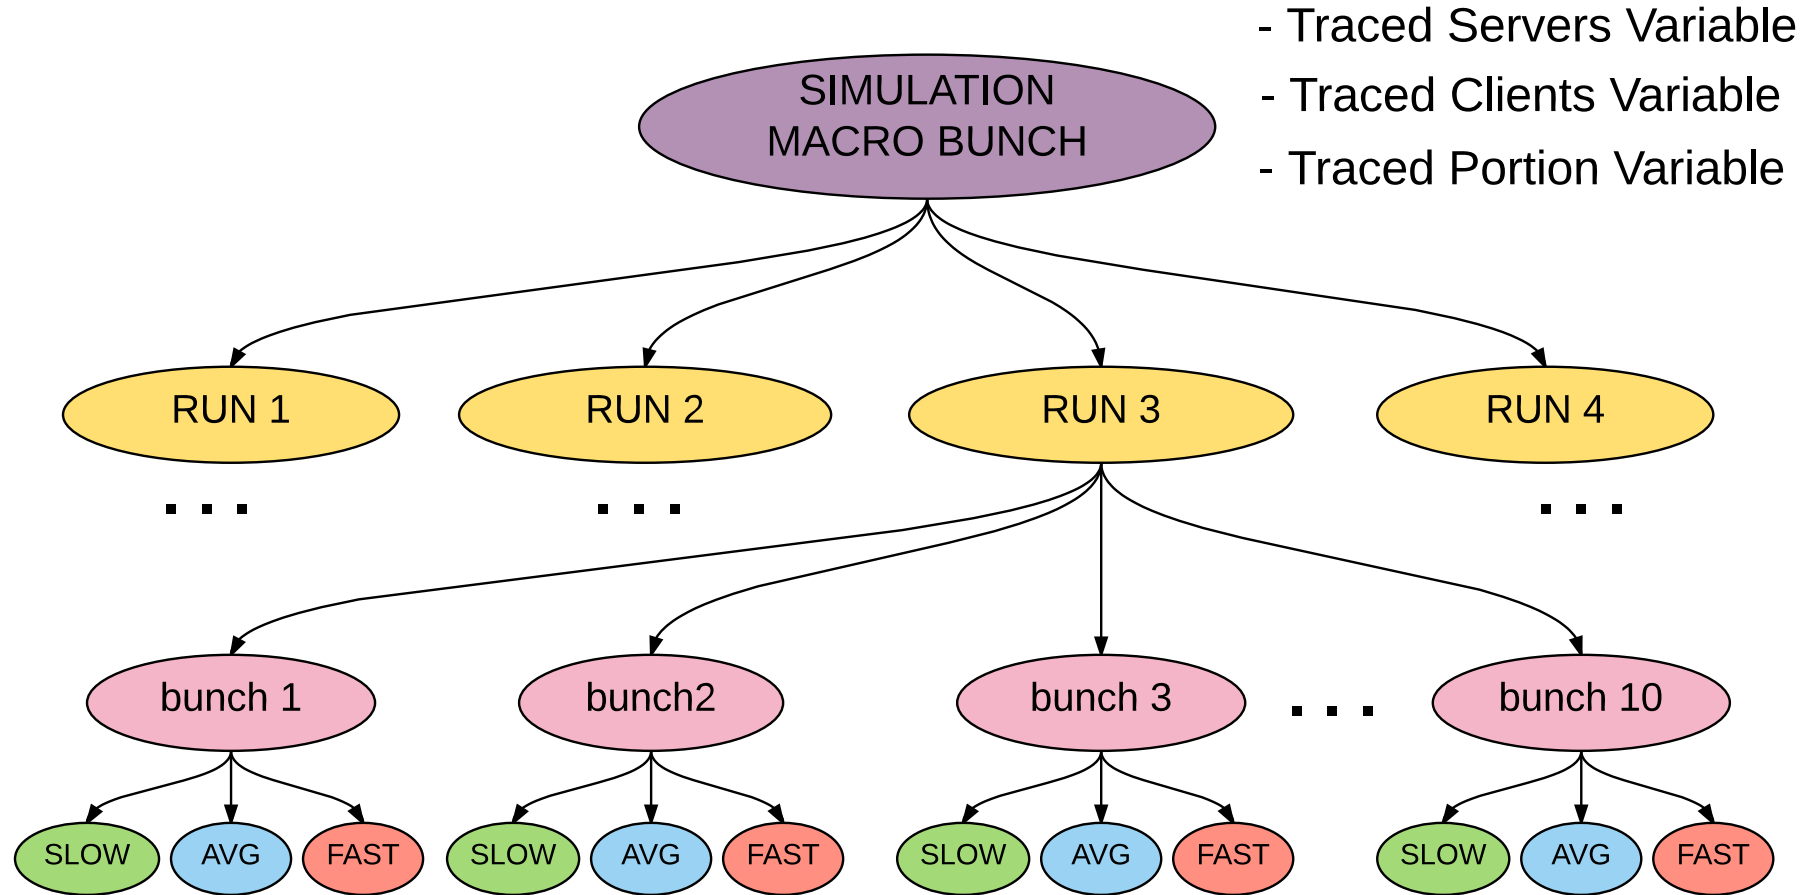 - Traced Servers Variable
- Traced Clients Variable
- Traced Portion Variable
SIMULATION
MACRO BUNCH
RUN 1
RUN 2
RUN 3
RUN 4
. . .
. . .
. . .
bunch 1
bunch2
bunch 3
. . .
bunch 10
SLOW
AVG
FAST
SLOW
AVG
FAST
SLOW
AVG
FAST
SLOW
AVG
FAST